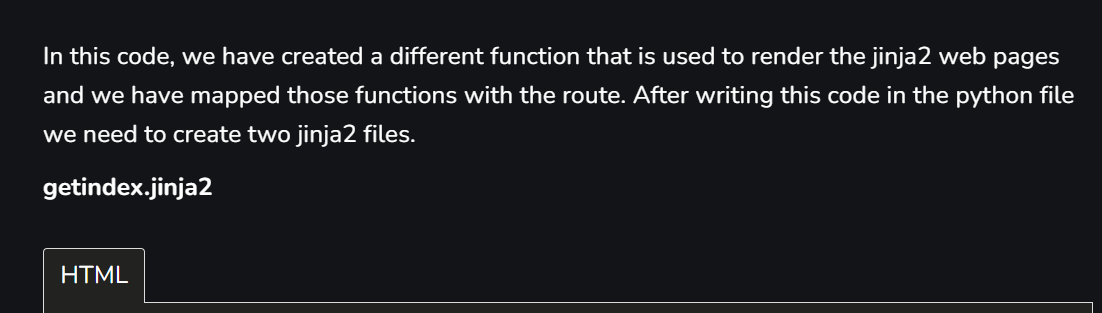 In this code, we have created a different function that is used to render the jinja2 web pages
and we have mapped those functions with the route. After writing this code in the python file
we need to create two jinja2 files.
getindex.jinja2
HTML